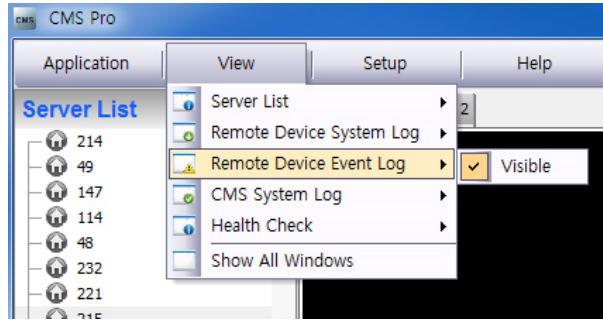 CMS CMS Pro
Application View Setup Help
Server List
2
214
49
147
114
48
232
221
215
Server List
Remote Device System Log
Remote Device Event Log
Visible
CMS System Log
Health Check
Show All Windows